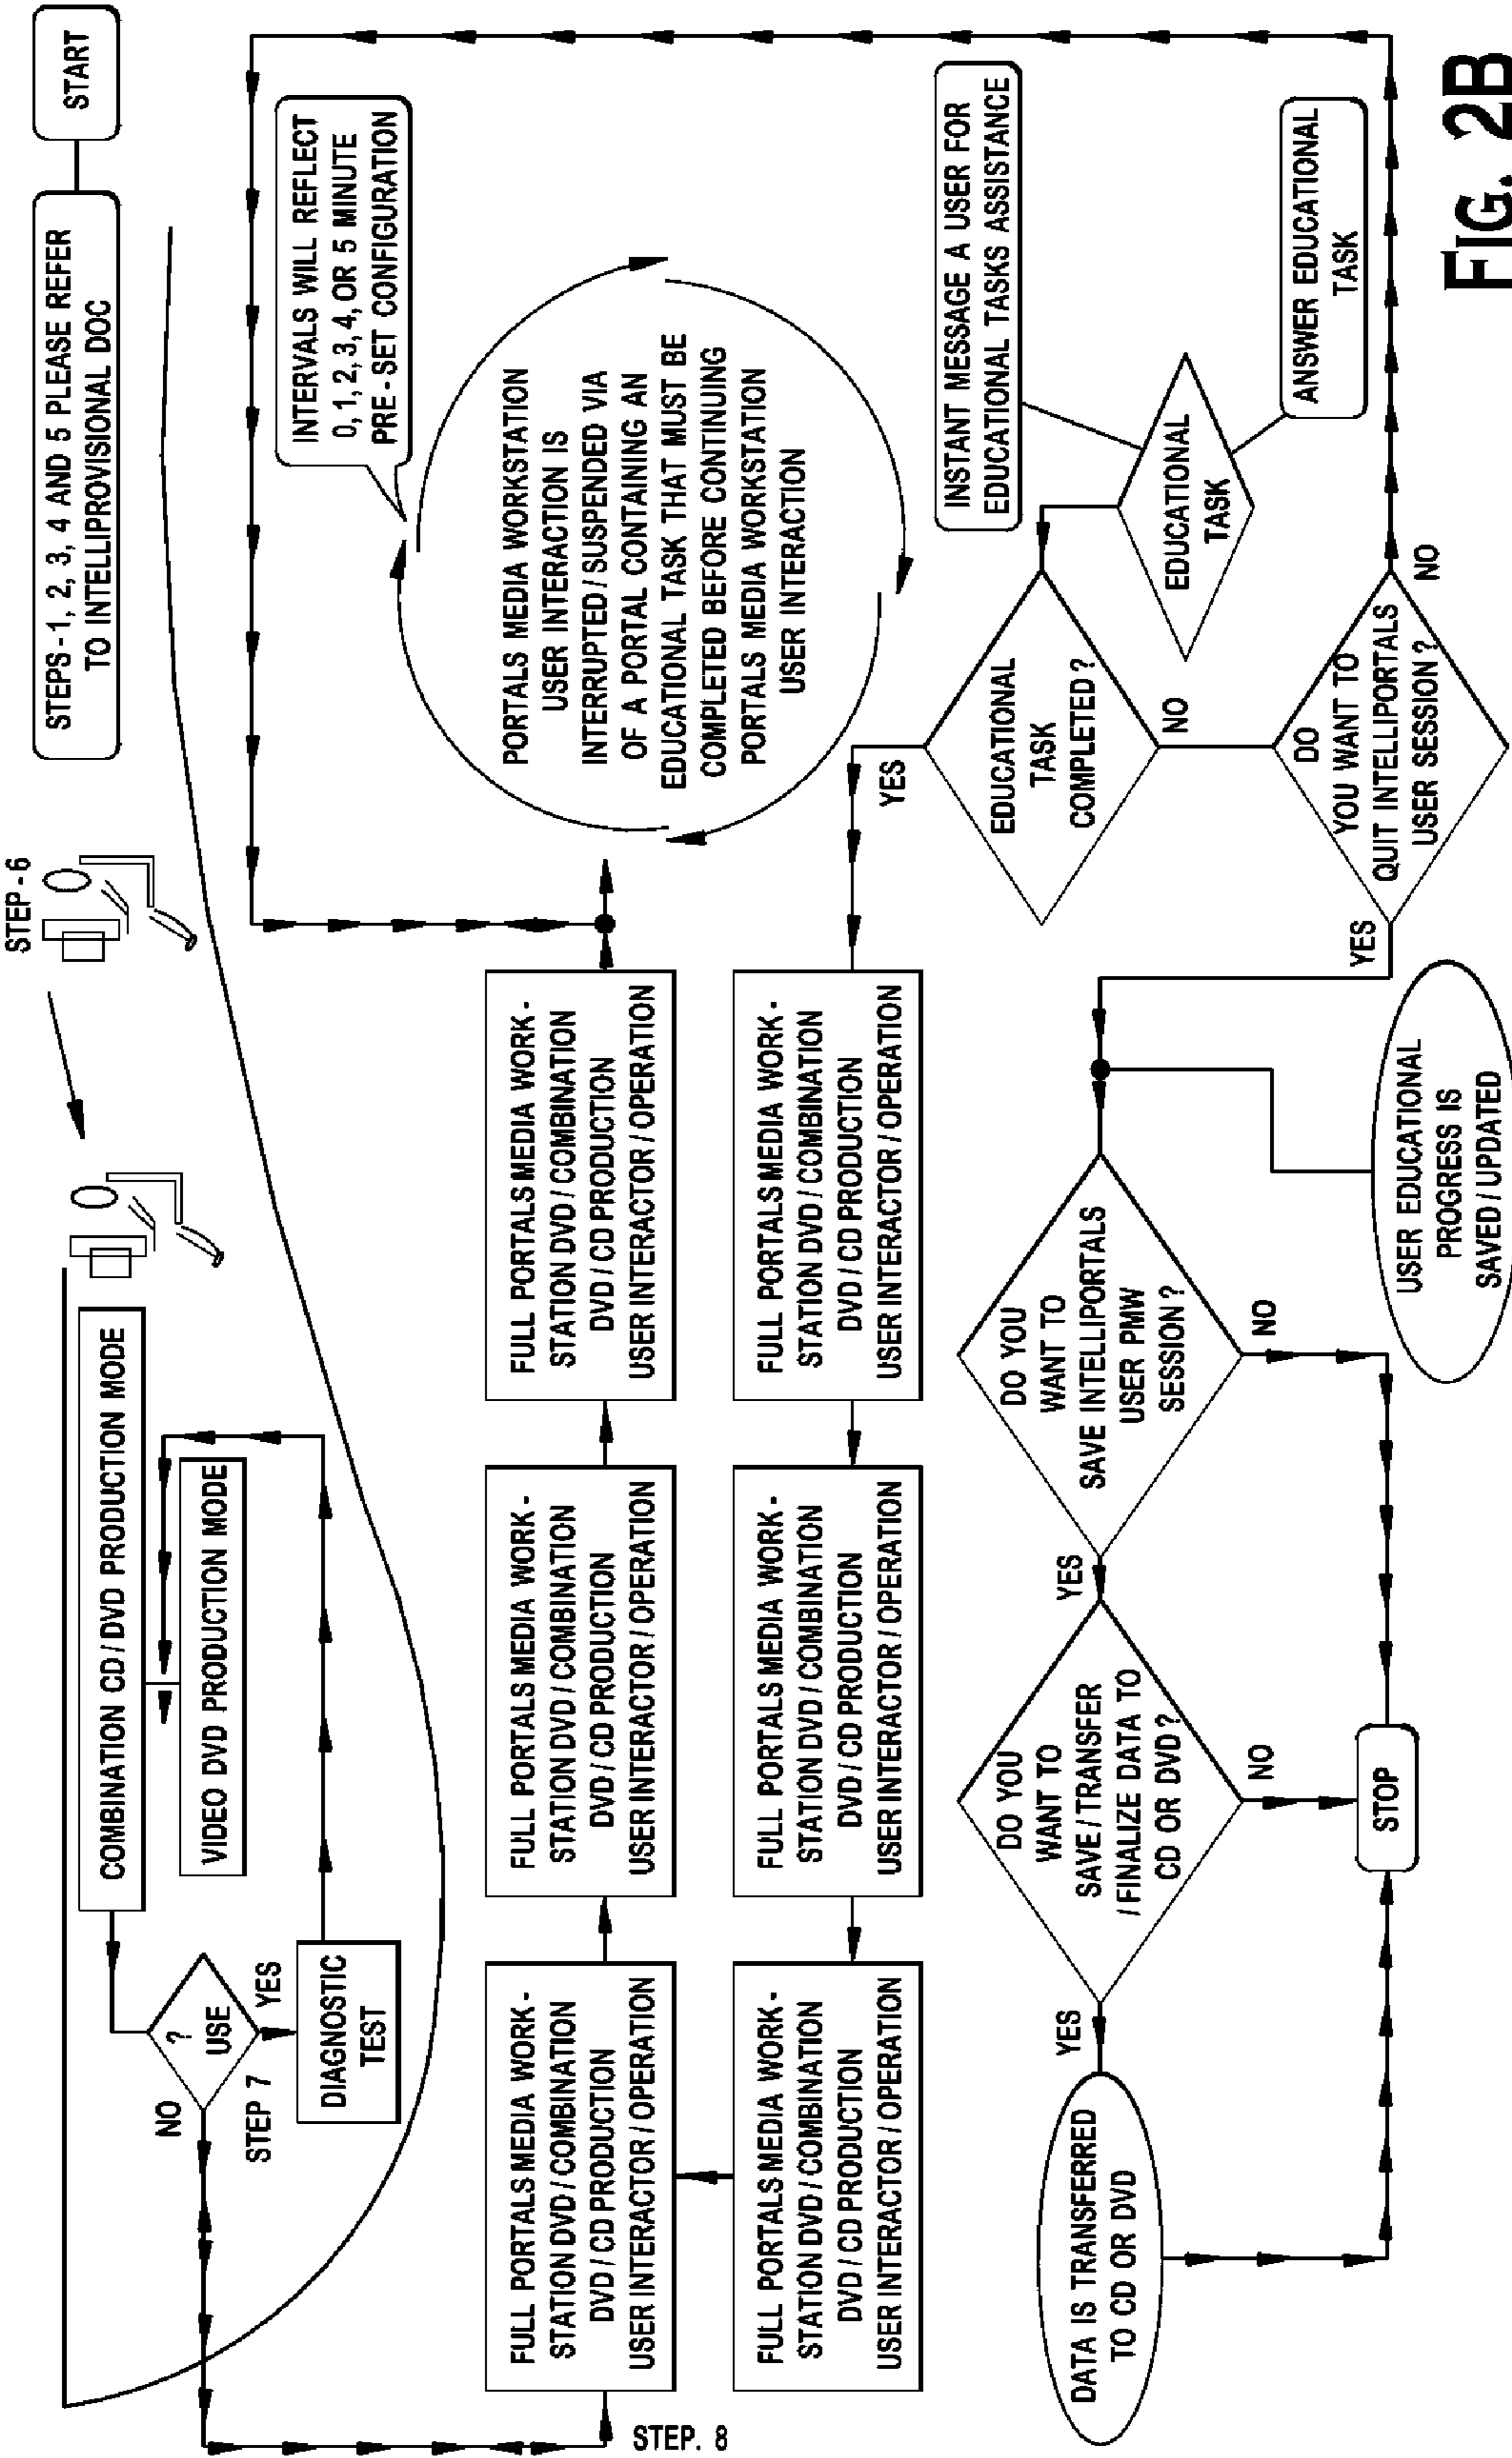 START
STEPS - 1, 2, 3, 4 AND 5 PLEASE REFER
TO INTELLIPROVISIONAL DOC
STEP - 6
COMBINATION CD / DVD PRODUCTION MODE
VIDEO DVD PRODUCTION MODE
?
USE
NO
YES
STEP 7
DIAGNOSTIC
TEST
INTERVALS WILL REFLECT
0, 1, 2, 3, 4, OR 5 MINUTE
PRE - SET CONFIGURATION
PORTALS MEDIA WORKSTATION
USER INTERACTION IS
INTERRUPTED / SUSPENDED VIA
OF A PORTAL CONTAINING AN
EDUCATIONAL TASK THAT MUST BE
COMPLETED BEFORE CONTINUING
PORTALS MEDIA WORKSTATION
USER INTERACTION
FULL PORTALS MEDIA WORK -
STATION DVD / COMBINATION
DVD / CD PRODUCTION
USER INTERACTOR / OPERATION
FULL PORTALS MEDIA WORK -
STATION DVD / COMBINATION
DVD / CD PRODUCTION
USER INTERACTOR / OPERATION
FULL PORTALS MEDIA WORK -
STATION DVD / COMBINATION
DVD / CD PRODUCTION
USER INTERACTOR / OPERATION
STEP. 8
FULL PORTALS MEDIA WORK -
STATION DVD / COMBINATION
DVD / CD PRODUCTION
USER INTERACTOR / OPERATION
FULL PORTALS MEDIA WORK -
STATION DVD / COMBINATION
DVD / CD PRODUCTION
USER INTERACTOR / OPERATION
FULL PORTALS MEDIA WORK -
STATION DVD / COMBINATION
DVD / CD PRODUCTION
USER INTERACTOR / OPERATION
YES
EDUCATIONAL
TASK
COMPLETED ?
NO
INSTANT MESSAGE A USER FOR
EDUCATIONAL TASKS ASSISTANCE
EDUCATIONAL
TASK
ANSWER EDUCATIONAL
TASK
DO
YOU WANT TO
QUIT INTELLIPORTALS
USER SESSION ?
NO
YES
USER EDUCATIONAL
PROGRESS IS
SAVED / UPDATED
DO YOU
WANT TO
SAVE INTELLIPORTALS
USER PMW
SESSION ?
NO
YES
DO YOU
WANT TO
SAVE / TRANSFER
/ FINALIZE DATA TO
CD OR DVD ?
NO
YES
DATA IS TRANSFERRED
TO CD OR DVD
STOP
FIG. 2B